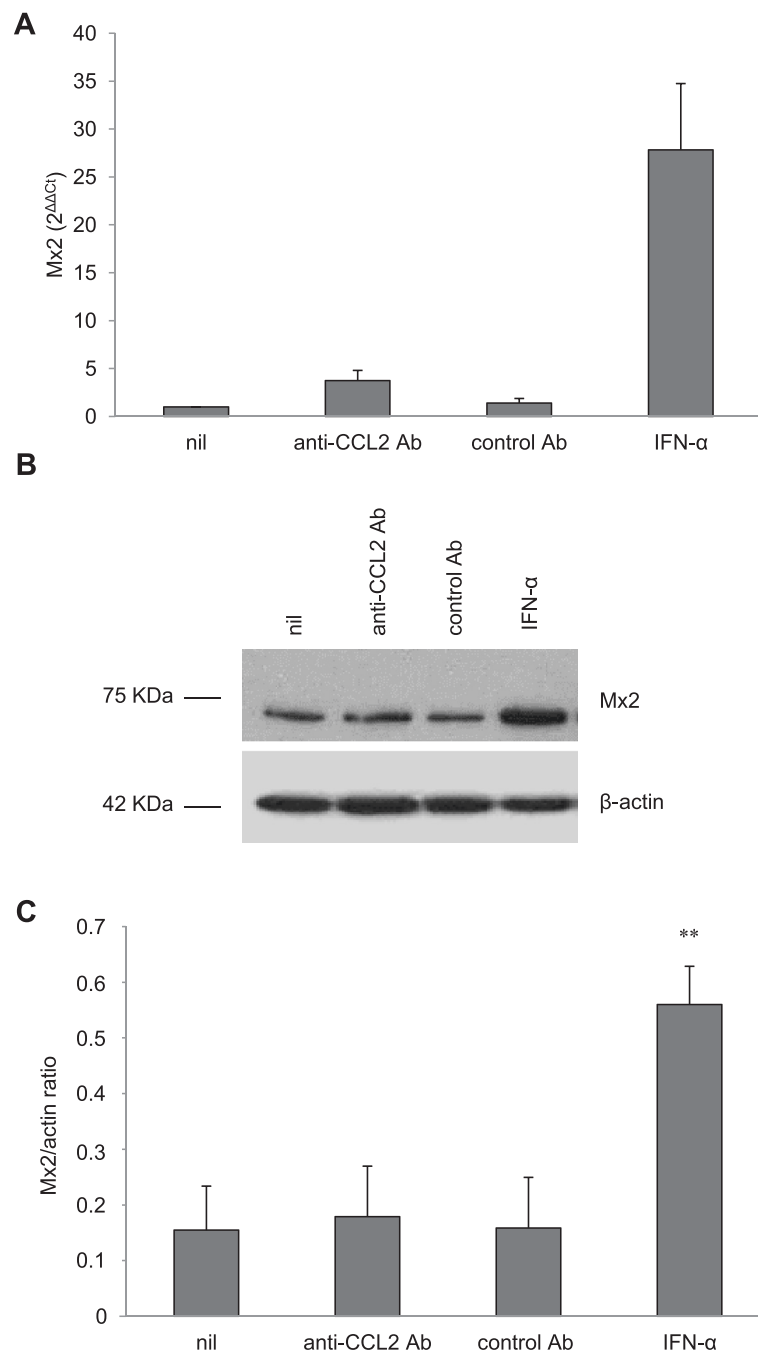 A
40
35
30
25
20
15
10
5
0
Mx2 (2^ΔΔCt)
nil anti-CCL2 Ab control Ab IFN-α
B
nil
anti-CCL2 Ab
control Ab
IFN-α
75 KDa
Mx2
42 KDa
β-actin
C
0.7
0.6
0.5
0.4
0.3
0.2
0.1
0
Mx2/actin ratio
**
nil anti-CCL2 Ab control Ab IFN-α